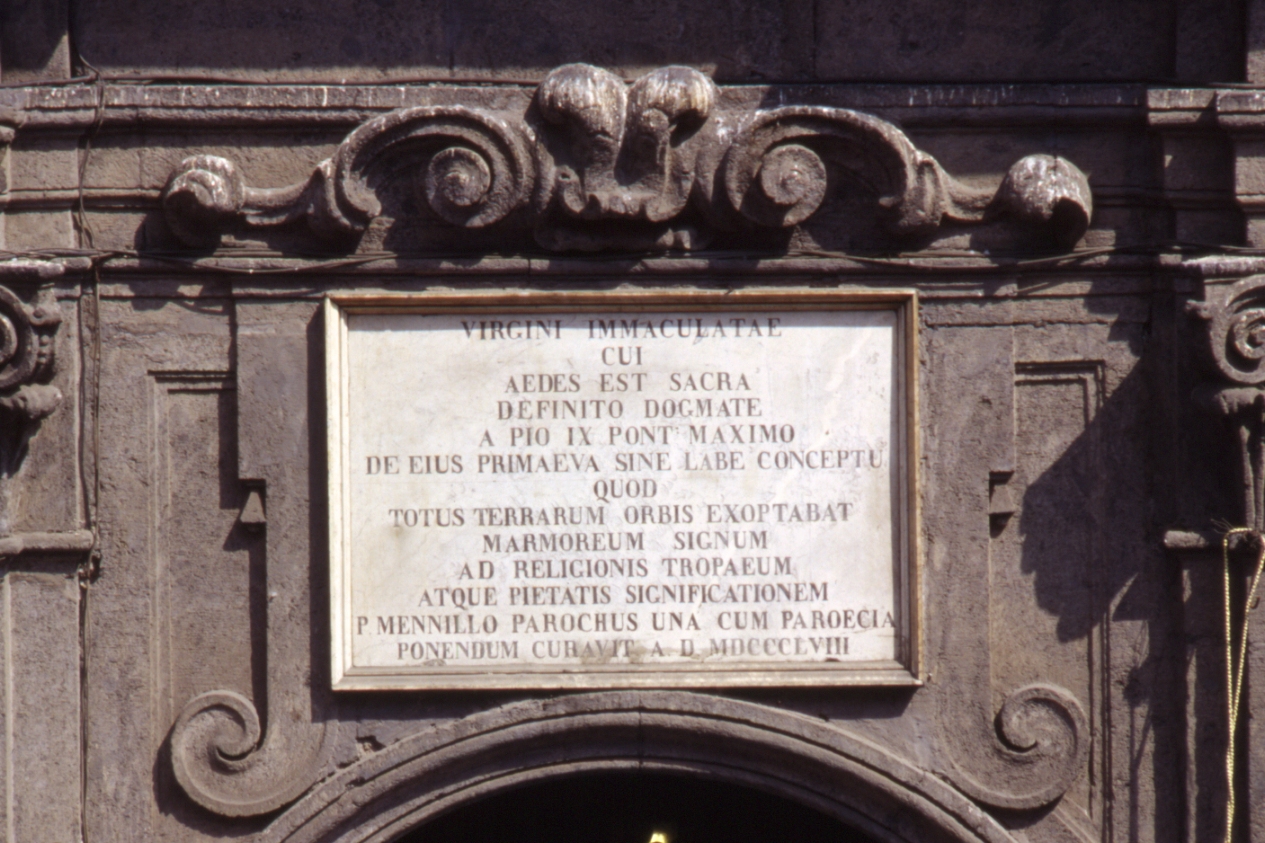 VIRGINI IMMACULATAE
CUI
AEDES EST SACRA
DEFINITO DOGMATE
A PIO IX PONT MAXIMO
DE EIUS PRIMAEVA SINE LABE CONCEPTU
QUOD
TOTUS TERRARUM ORBIS EXOPTABAT
MARMOREUM SIGNUM
AD RELIGIONIS TROPAEUM
ATQUE PIETATIS SIGNIFICATIONEM
P. MENNILLO PAROCHUS UNA CUM PAROECIA
PONENDUM CURAVIT A D MDCCCLVIII